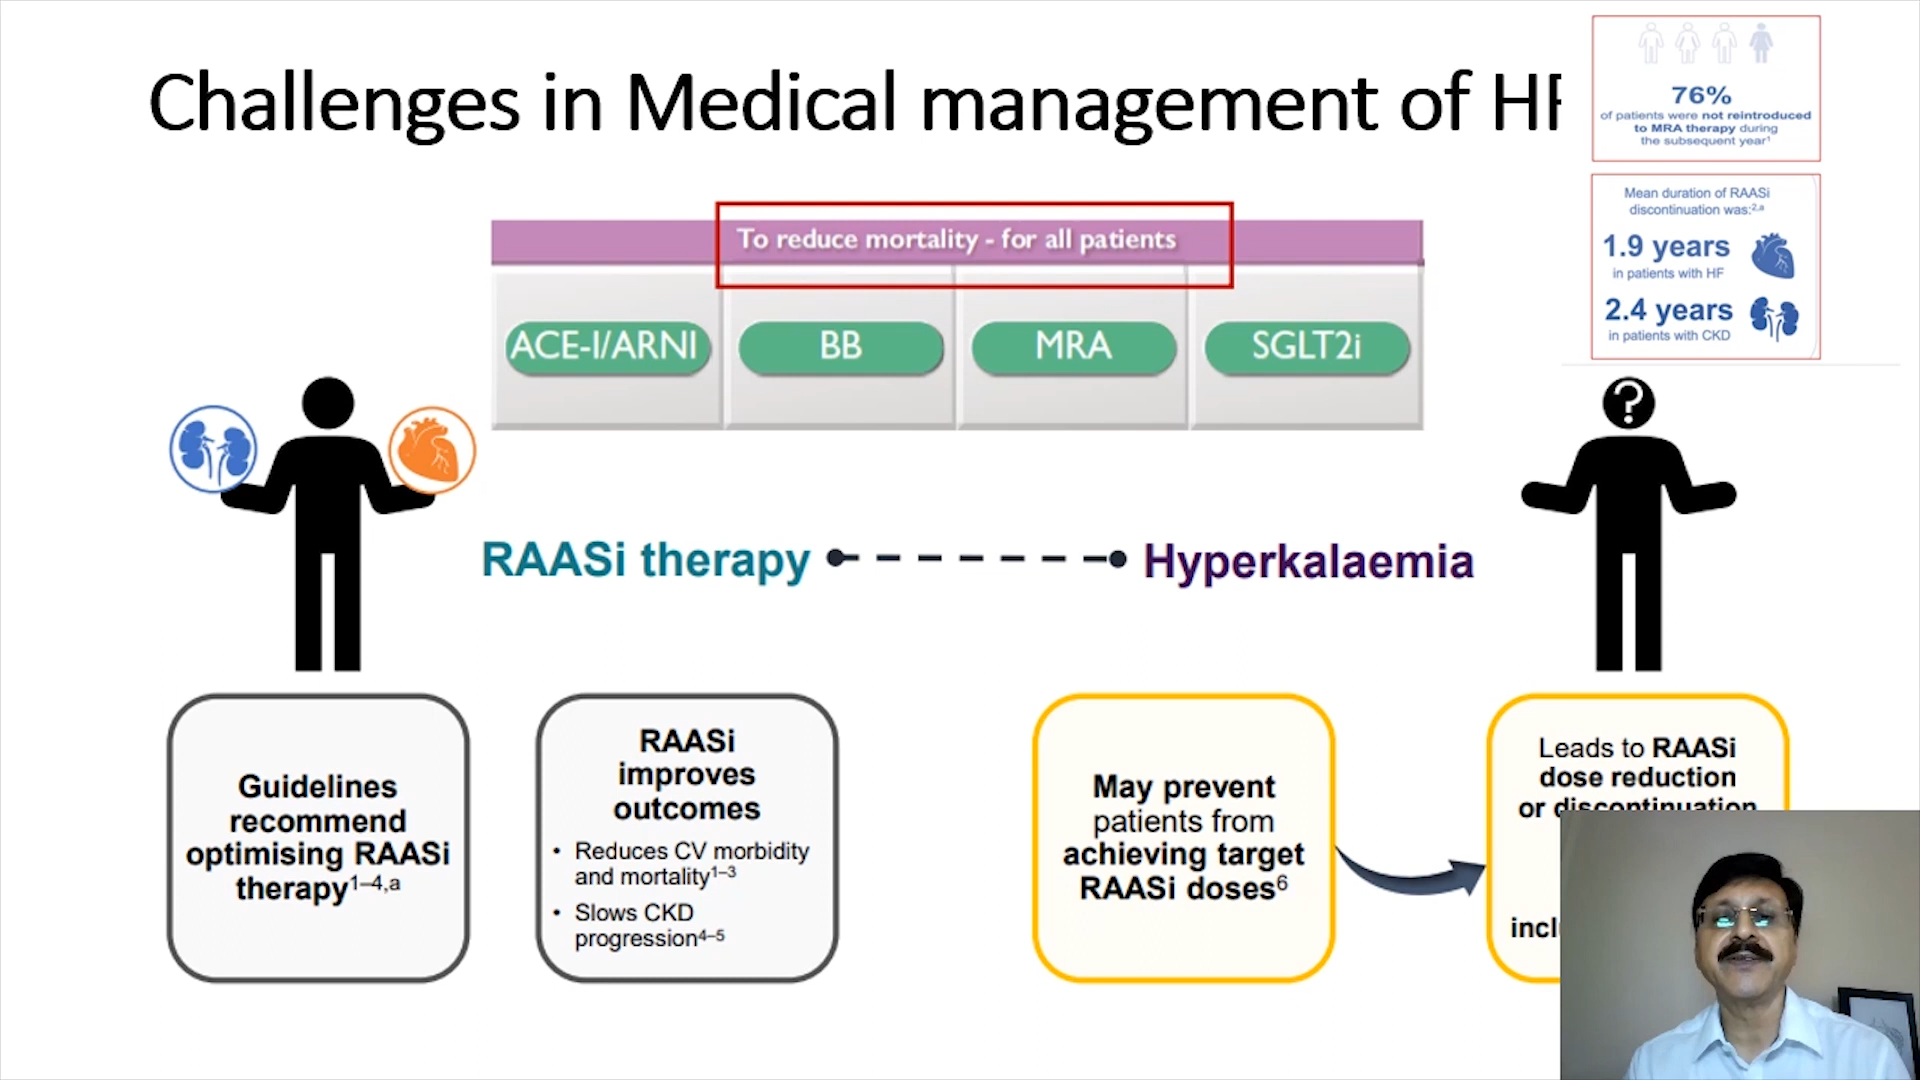 Challenges in Medical management of HF
76%
of patients were not reintroduced
to MRA therapy during
the subsequent year¹
Mean duration of RAASi
discontinuation was:²,ᵃ
1.9 years
in patients with HF
2.4 years
in patients with CKD
To reduce mortality - for all patients
ACE-I/ARNI
BB
MRA
SGLT2i
?
RAASi therapy
Hyperkalaemia
Guidelines
recommend
optimising RAASi
therapy¹⁻⁴,ᵃ
RAASi
improves
outcomes
• Reduces CV morbidity
and mortality¹⁻³
• Slows CKD
progression⁴⁻⁵
May prevent
patients from
achieving target
RAASi doses⁶
Leads to RAASi
dose reduction
or discontinuation